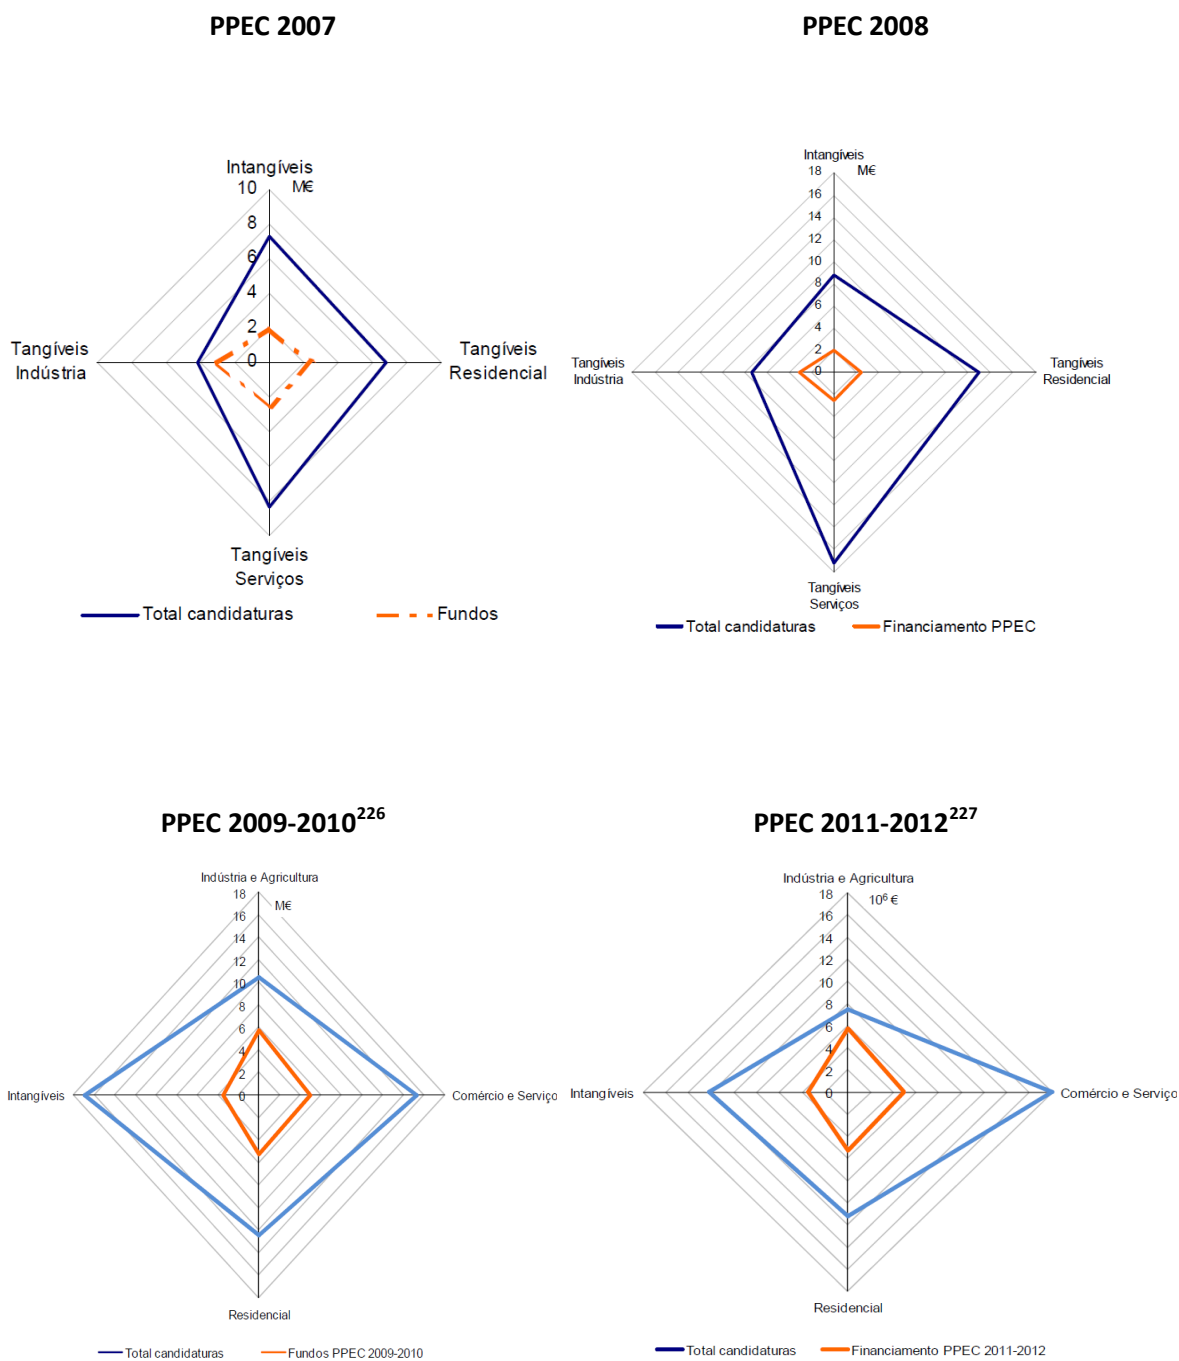 PPEC 2007
PPEC 2008
Intangíveis
M€
10
8
6
4
2
0
Tangíveis
Indústria
Tangíveis
Residencial
Tangíveis
Serviços
Total candidaturas
Fundos
Intangíveis
M€
18
16
14
12
10
8
6
4
2
0
Tangíveis
Indústria
Tangíveis
Residencial
Tangíveis
Serviços
Total candidaturas
Financiamento PPEC
PPEC 2009-2010226
PPEC 2011-2012227
Indústria e Agricultura
M€
18
16
14
12
10
8
6
4
2
0
Intangíveis
Comércio e Serviço
Residencial
Total candidaturas
Fundos PPEC 2009-2010
Indústria e Agricultura
10⁶ €
18
16
14
12
10
8
6
4
2
0
Intangíveis
Comércio e Serviço
Residencial
Total candidaturas
Financiamento PPEC 2011-2012